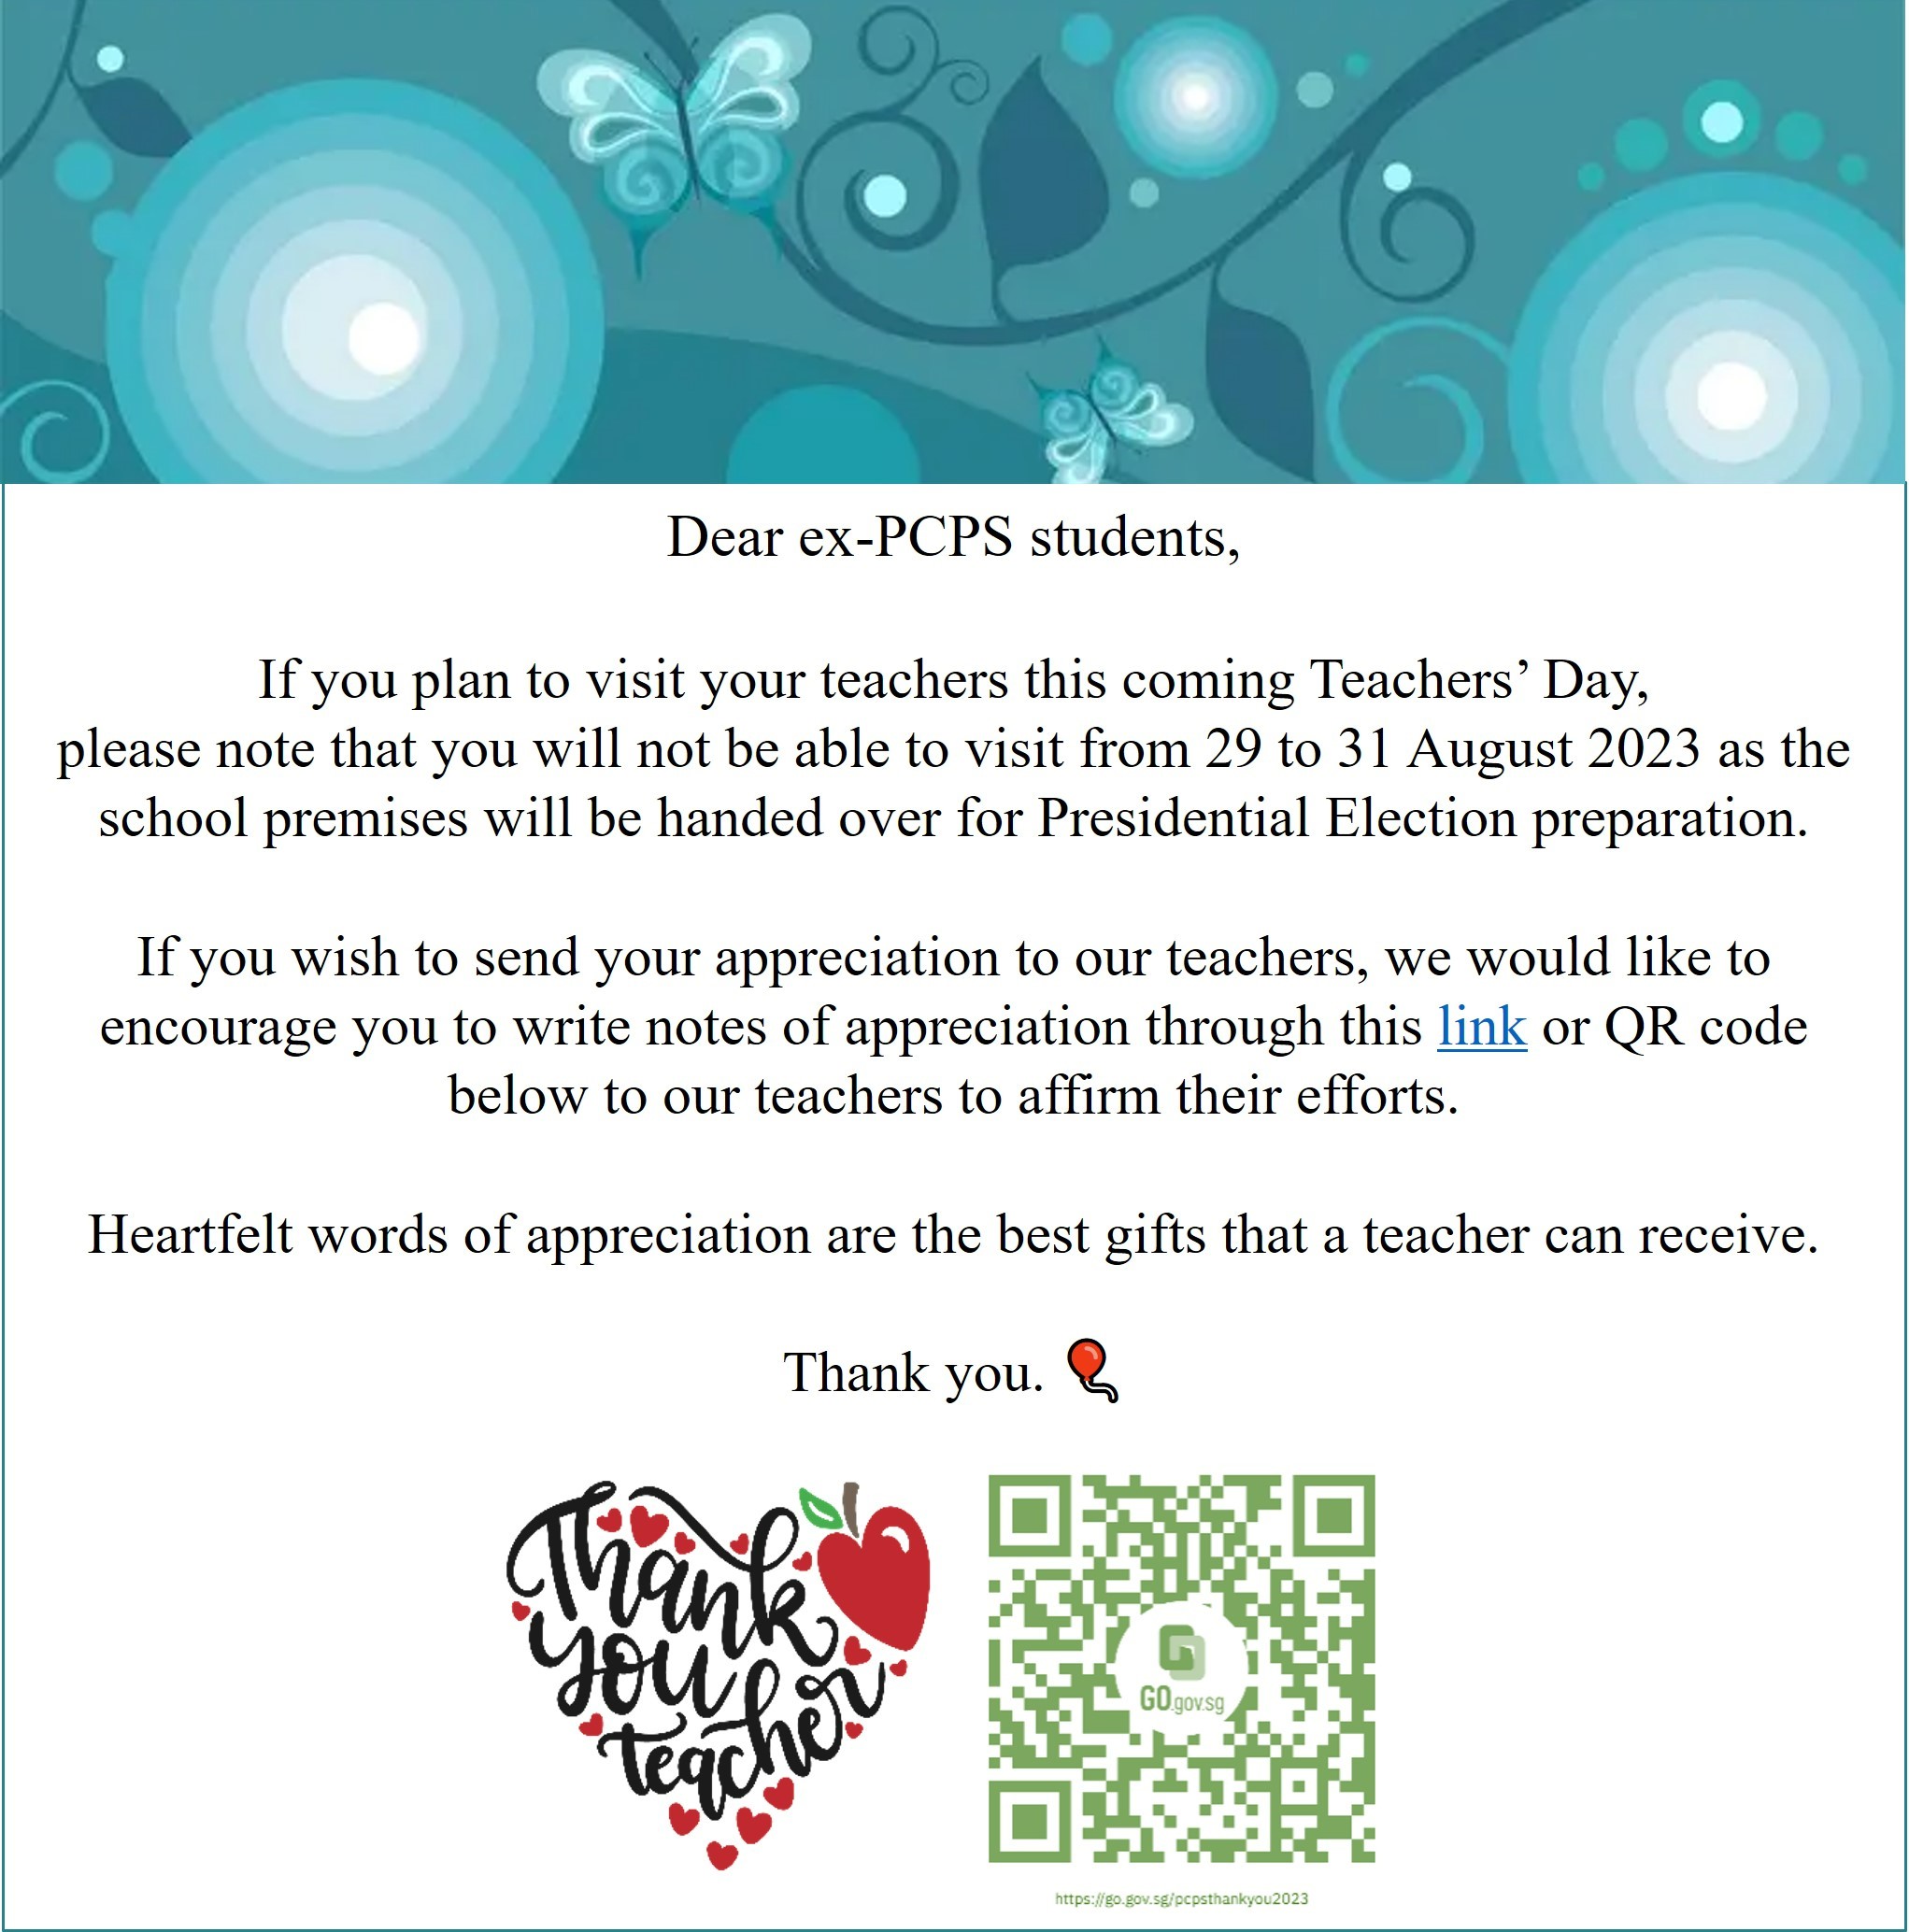 Dear ex-PCPS students,
If you plan to visit your teachers this coming Teachers’ Day,
please note that you will not be able to visit from 29 to 31 August 2023 as the
school premises will be handed over for Presidential Election preparation.
If you wish to send your appreciation to our teachers, we would like to
encourage you to write notes of appreciation through this link or QR code
below to our teachers to affirm their efforts.
Heartfelt words of appreciation are the best gifts that a teacher can receive.
Thank you. 🎈
Thank
you
teacher
GO.gov.sg
https://go.gov.sg/pcpsthankyou2023